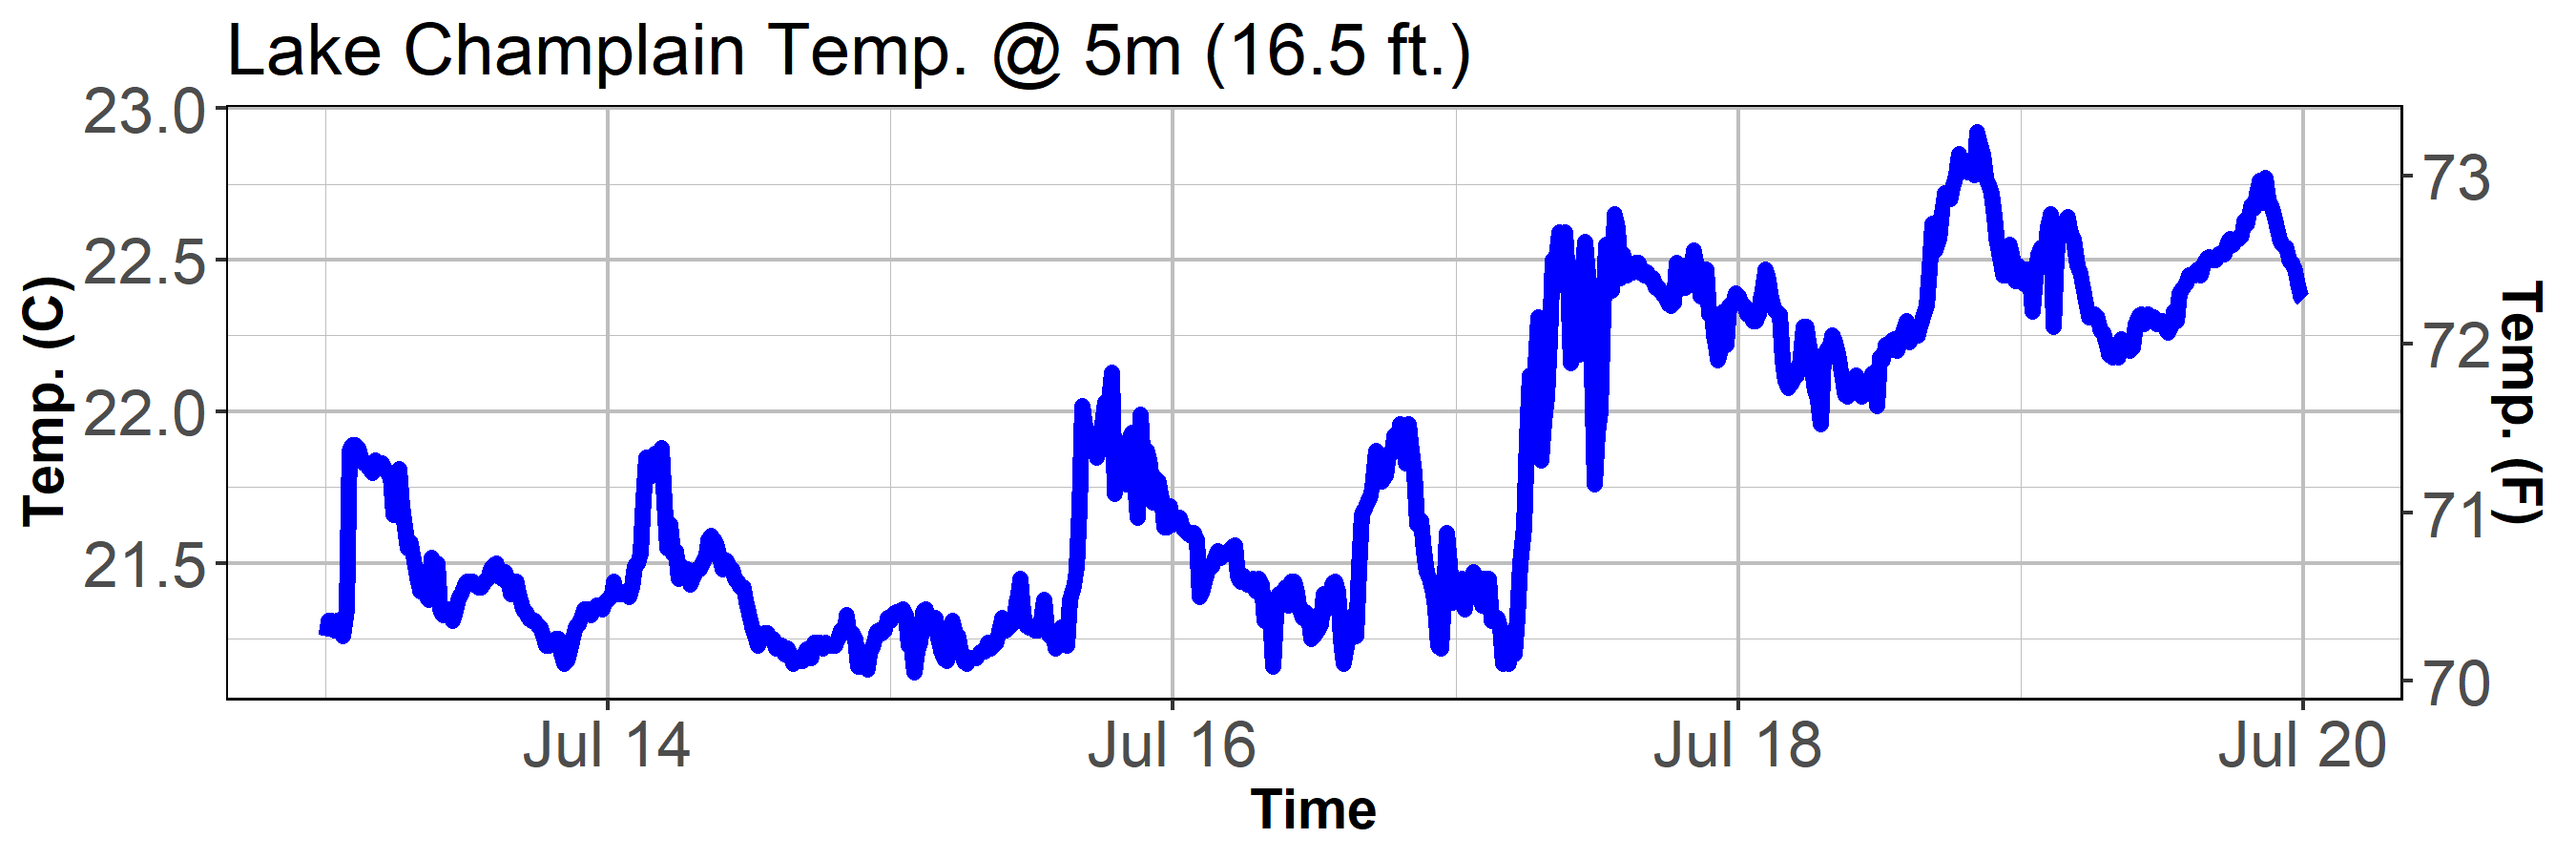 Lake Champlain Temp. @ 5m (16.5 ft.)
23.0
22.5
22.0
21.5
Temp. (C)
73
72
71
70
Temp. (F)
Jul 14 Jul 16 Jul 18 Jul 20
Time